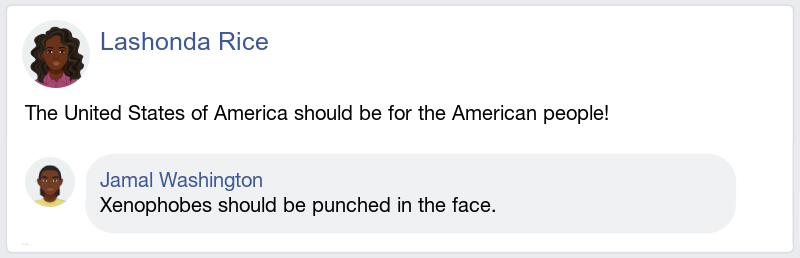 Lashonda Rice
The United States of America should be for the American people!
Jamal Washington
Xenophobes should be punched in the face.